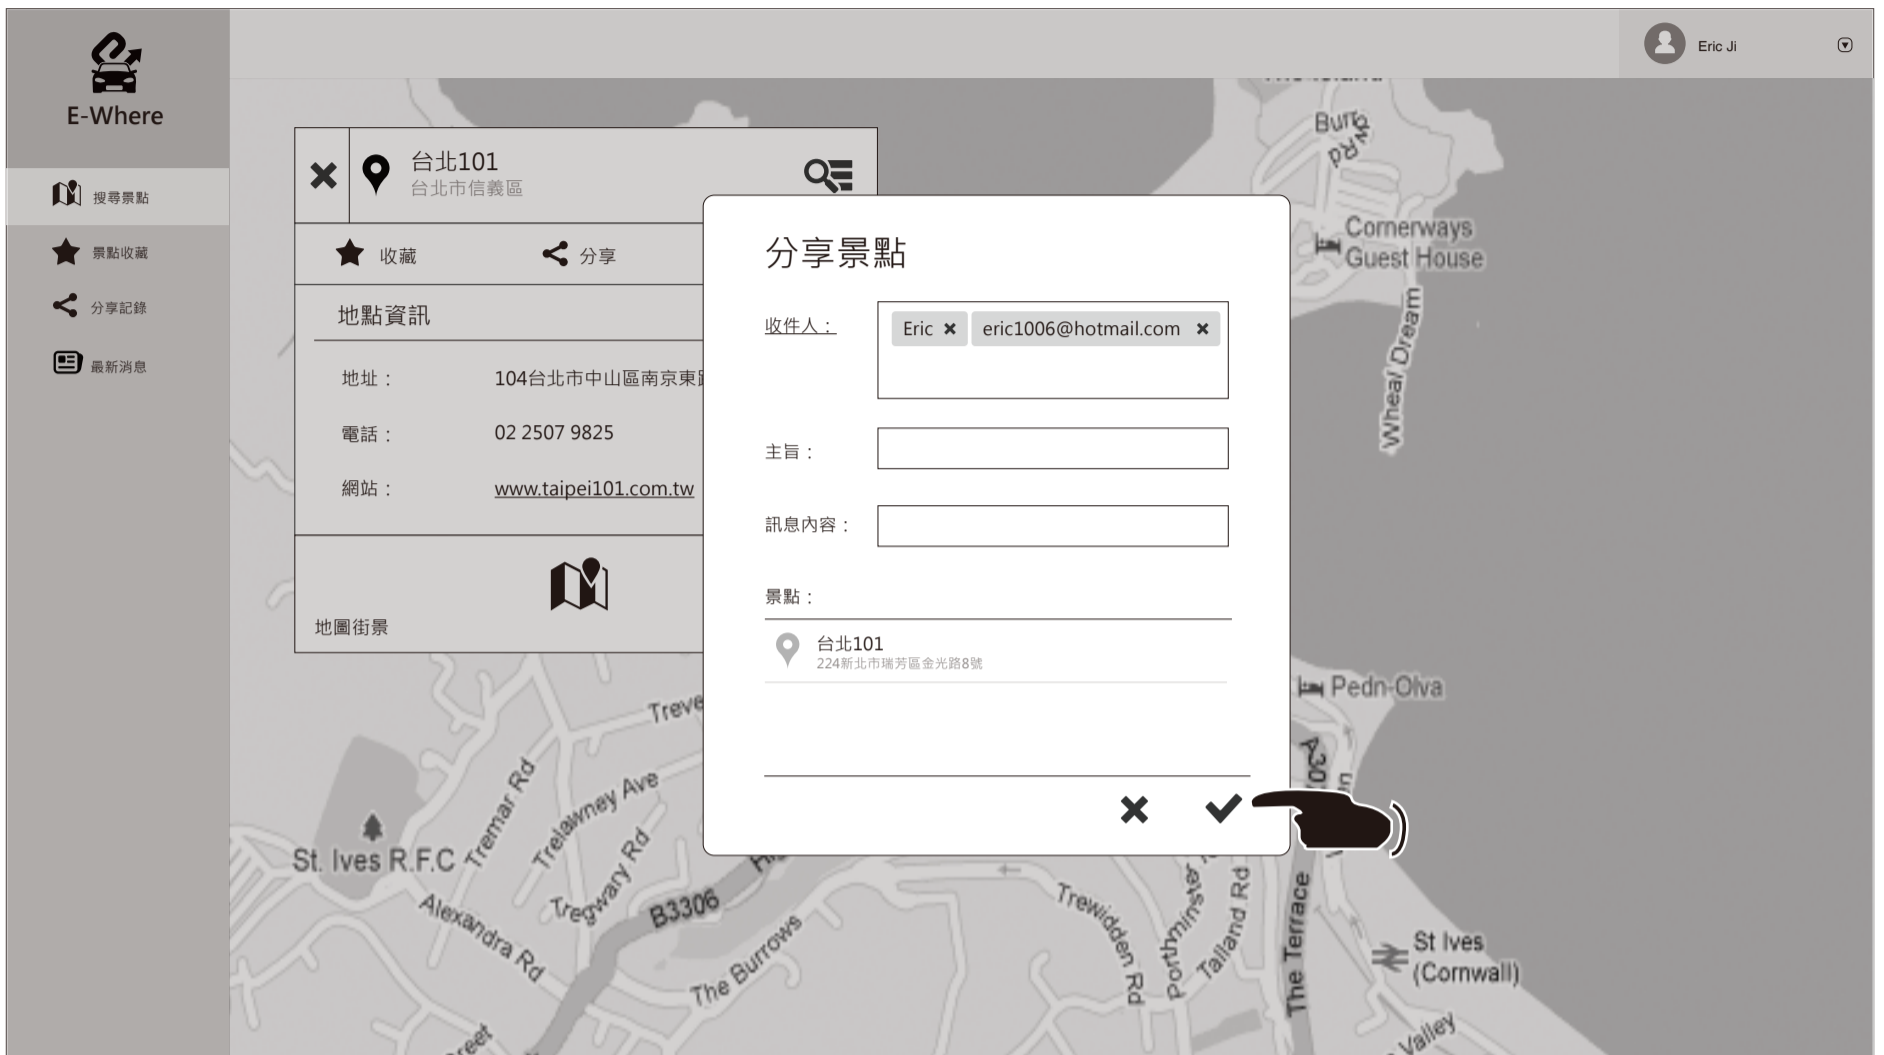 E-Where
Eric Ji
搜尋景點
景點收藏
分享記錄
最新消息
台北101
台北市信義區
收藏
分享
地點資訊
地址：
104台北市中山區南京東
電話：
02 2507 9825
網站：
www.taipei101.com.tw
地圖街景
分享景點
收件人：
Eric
eric1006@hotmail.com
主旨：
訊息內容：
景點：
台北101
224新北市瑞芳區金光路8號
Cornerways
Guest House
Wheal Dream
Pedn-Olva
Treve
Tremar Rd
Trelawney Ave
St. Ives R.F.C
Tregwary Rd
Alexandra Rd
B3306
The Burrows
Trewidden Rd
Porthminster
Talland Rd
The Terrace
St Ives
(Cornwall)
Valley